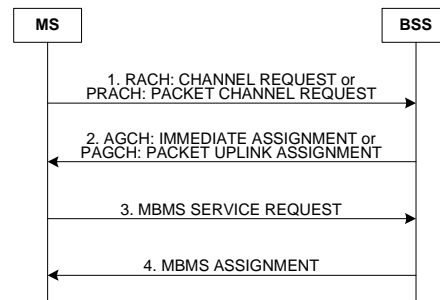 MS
BSS
1. RACH: CHANNEL REQUEST or
PRACH: PACKET CHANNEL REQUEST
2. AGCH: IMMEDIATE ASSIGNMENT or
PAGCH: PACKET UPLINK ASSIGNMENT
3. MBMS SERVICE REQUEST
4. MBMS ASSIGNMENT